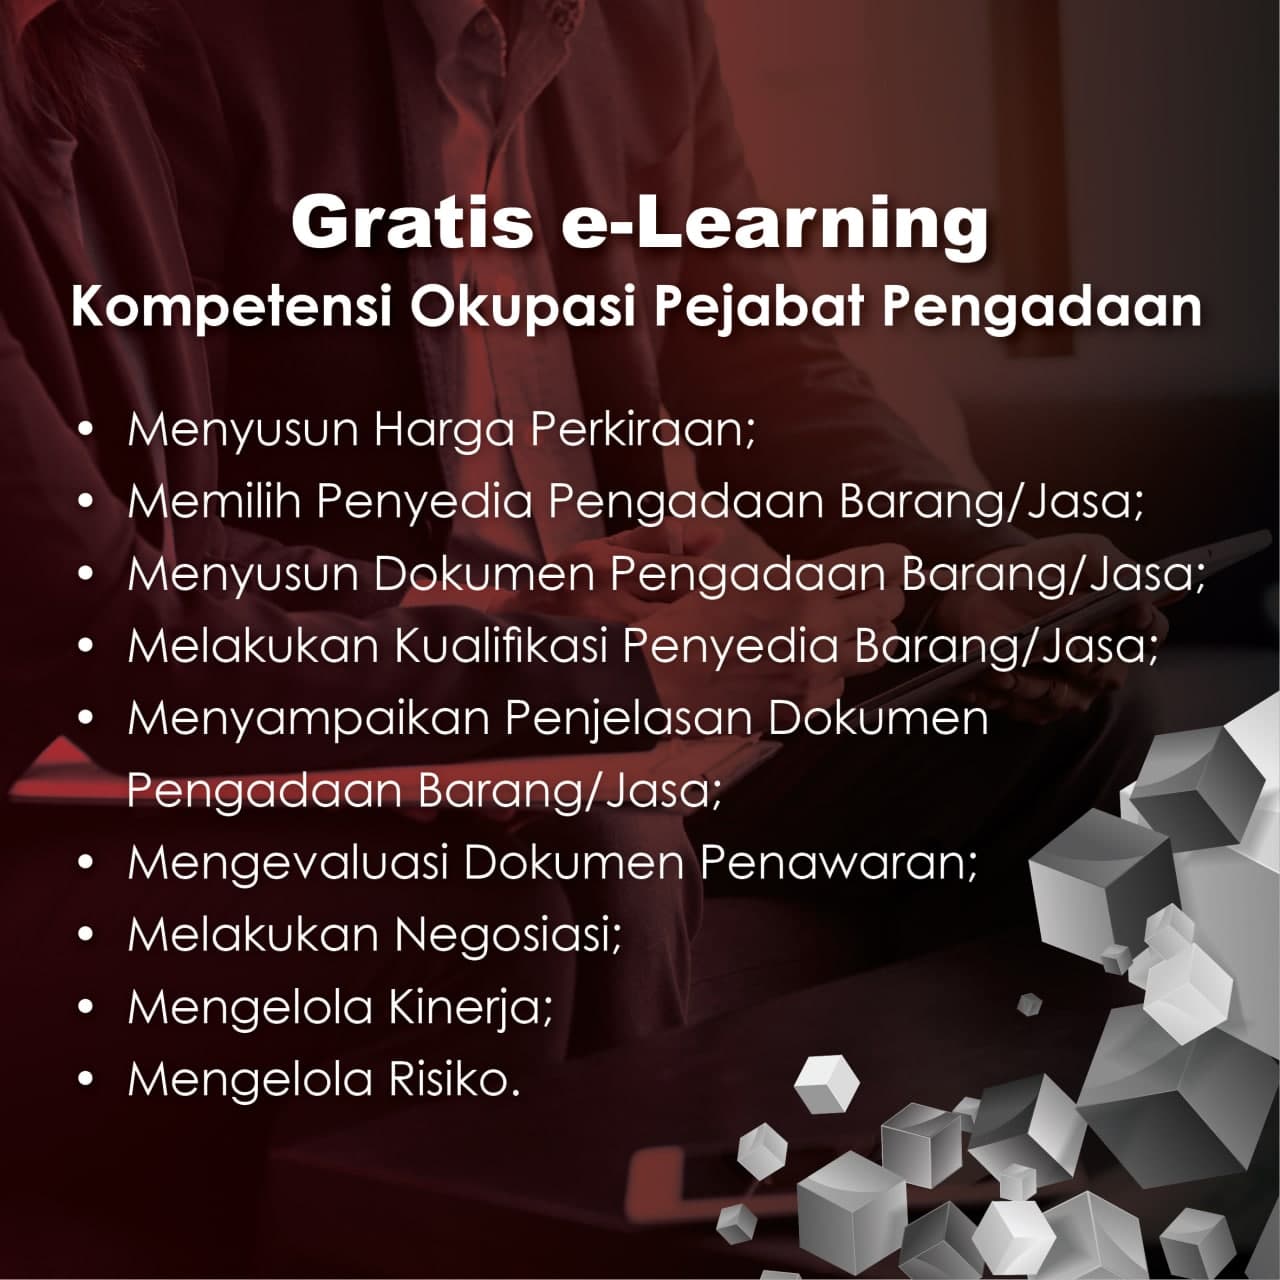 Gratis e-Learning
Kompetensi Okupasi Pejabat Pengadaan
• Menyusun Harga Perkiraan;
• Memilih Penyedia Pengadaan Barang/Jasa;
• Menyusun Dokumen Pengadaan Barang/Jasa;
• Melakukan Kualifikasi Penyedia Barang/Jasa;
• Menyampaikan Penjelasan Dokumen
Pengadaan Barang/Jasa;
• Mengevaluasi Dokumen Penawaran;
• Melakukan Negosiasi;
• Mengelola Kinerja;
• Mengelola Risiko.